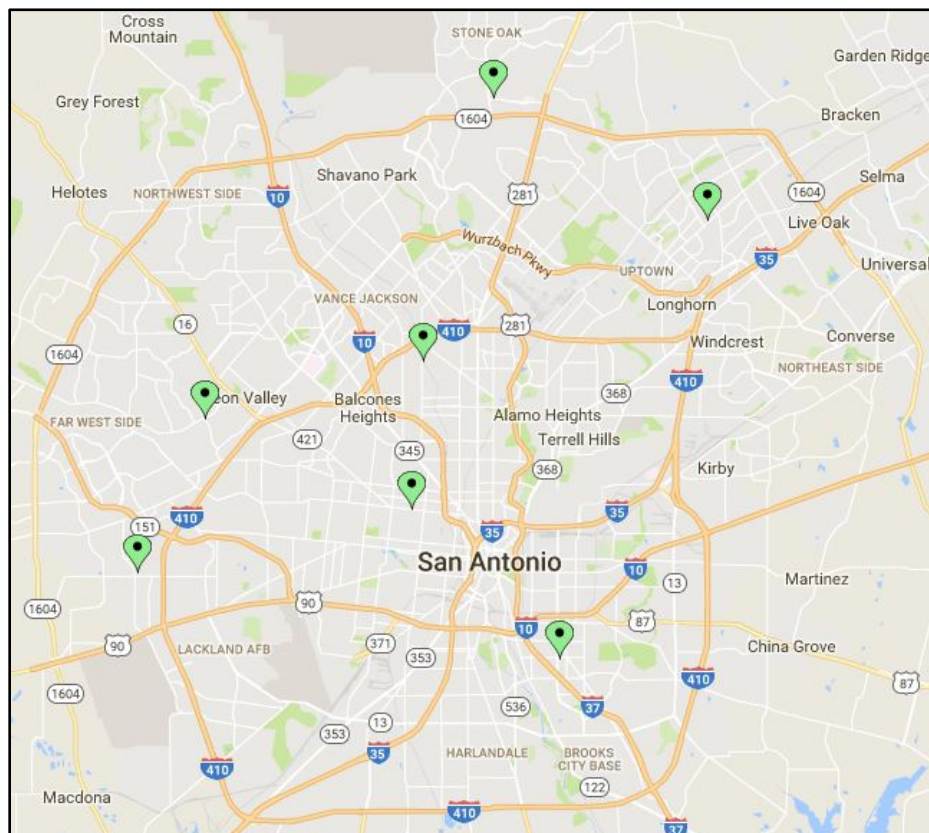 Cross
Mountain
STONE OAK
Garden Ridge
Grey Forest
Bracken
1604
Helotes
NORTHWEST SIDE
10
Shavano Park
281
1604
Selma
Live Oak
Wurzbach Pkwy
35
UPTOWN
Universal
VANCE JACKSON
Longhorn
16
410
281
10
Windcrest
Converse
1604
NORTHEAST SIDE
410
eon Valley
Balcones
Heights
368
FAR WEST SIDE
Alamo Heights
421
Terrell Hills
345
368
Kirby
410
151
35
35
San Antonio
10
13
Martinez
1604
90
10
87
90
LACKLAND AFB
371
353
China Grove
410
87
1604
536
37
353
13
35
HARLANDALE
BROOKS
CITY BASE
410
122
Macdona
410
37